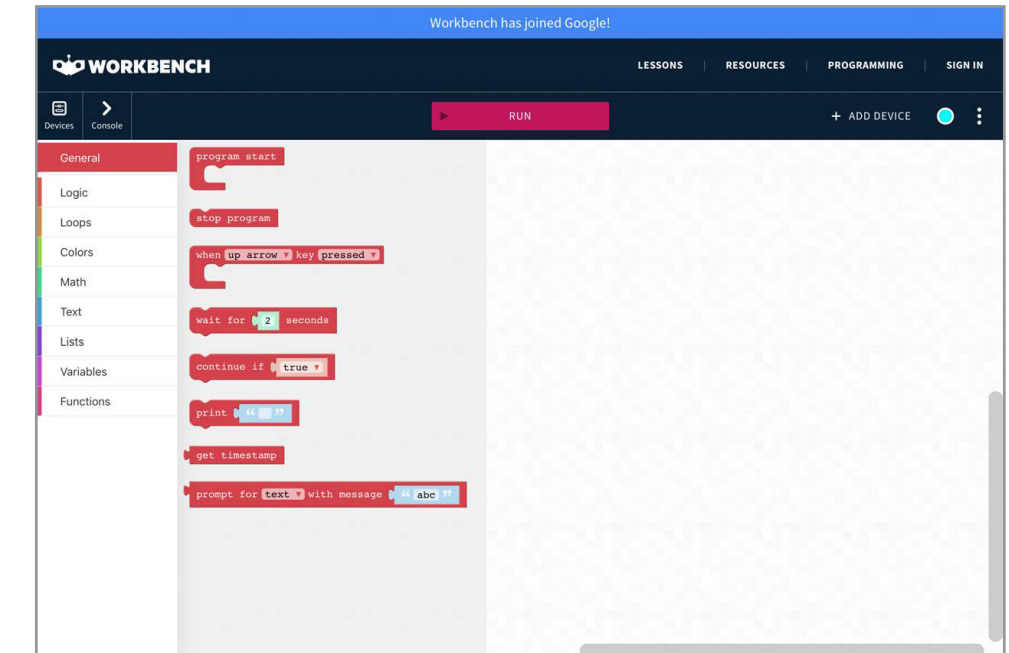 Workbench has joined Google!
WORKBENCH
LESSONS | RESOURCES | PROGRAMMING | SIGN IN
Devices
Console
RUN
+ ADD DEVICE
General
Logic
Loops
Colors
Math
Text
Lists
Variables
Functions
program start
stop program
when up arrow key pressed
wait for 2 seconds
continue if true
print “ ”
get timestamp
prompt for text with message “ abc ”